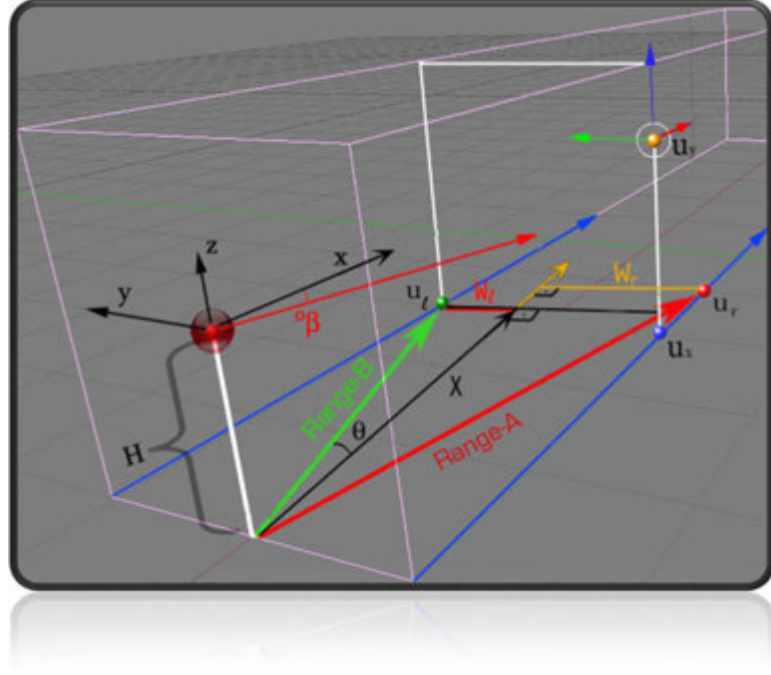 u_y
z
x
y
°β
u_ℓ
W_ℓ
W_r
u_r
u_x
H
Range-B
θ
X
Range-A